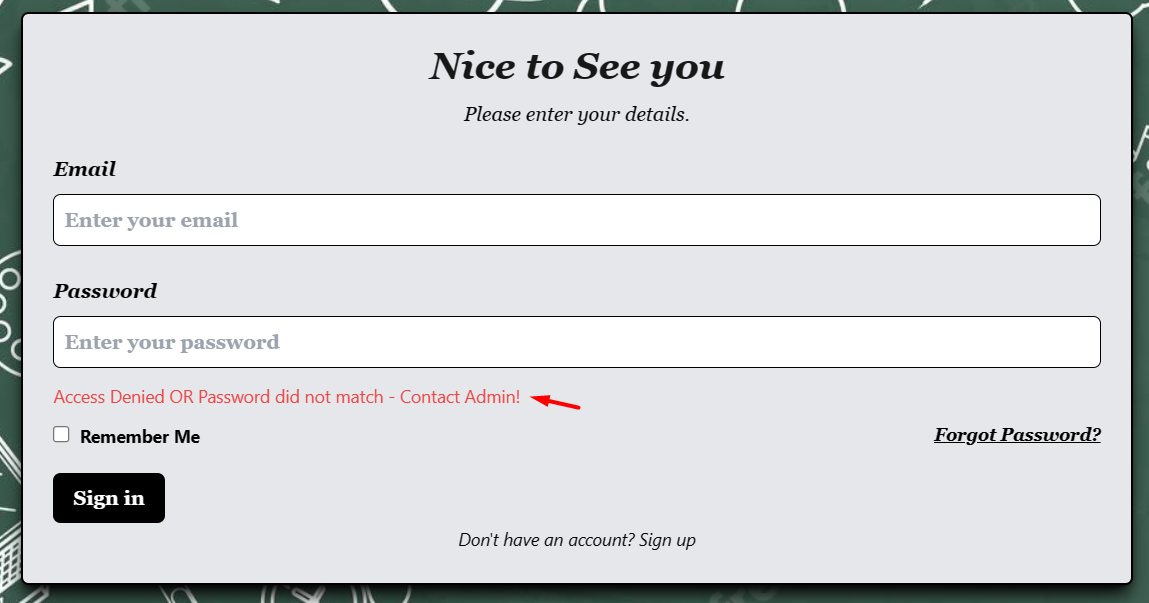 Nice to See you
Please enter your details.
Email
Enter your email
Password
Enter your password
Access Denied OR Password did not match - Contact Admin!
Remember Me
Forgot Password?
Sign in
Don't have an account? Sign up